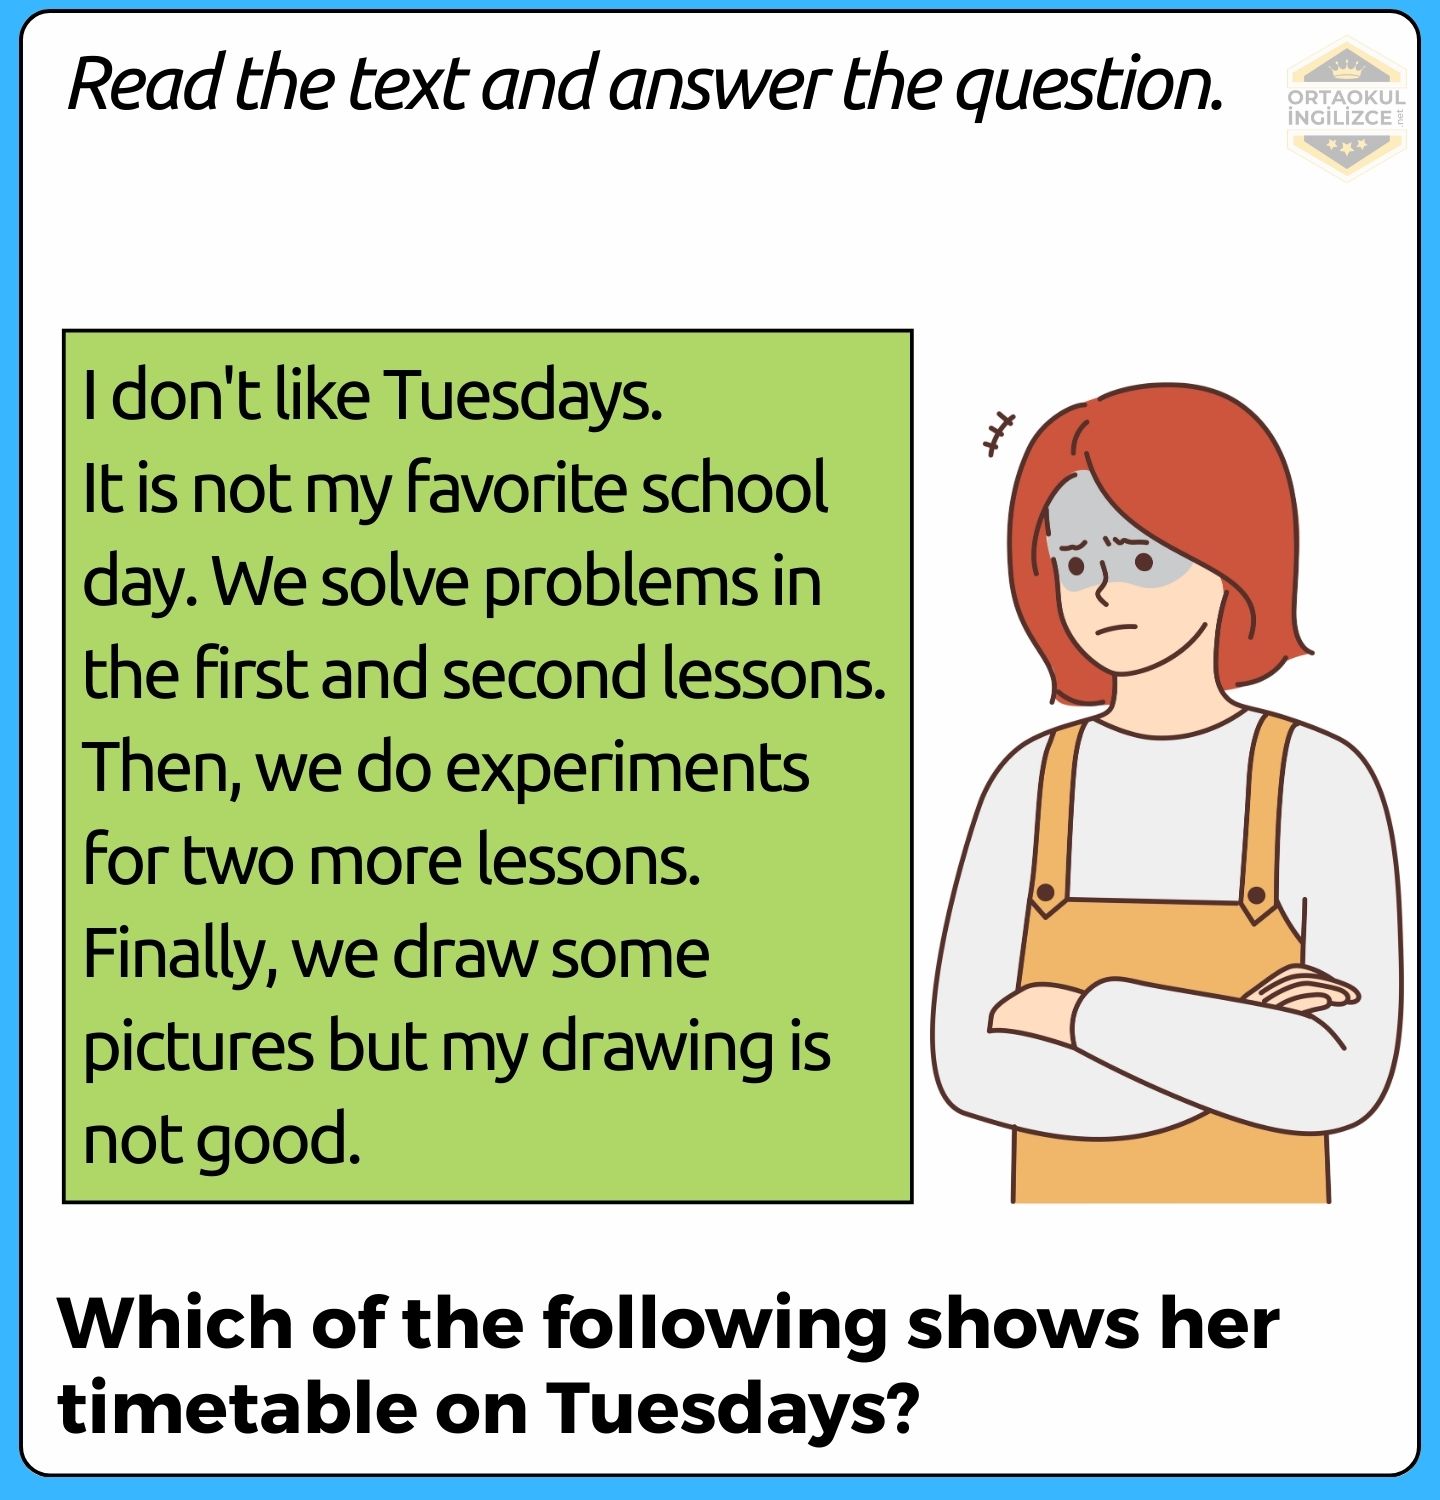 Read the text and answer the question.
ORTAOKUL
İNGİLİZCE.net
I don't like Tuesdays.
It is not my favorite school
day. We solve problems in
the first and second lessons.
Then, we do experiments
for two more lessons.
Finally, we draw some
pictures but my drawing is
not good.
Which of the following shows her
timetable on Tuesdays?